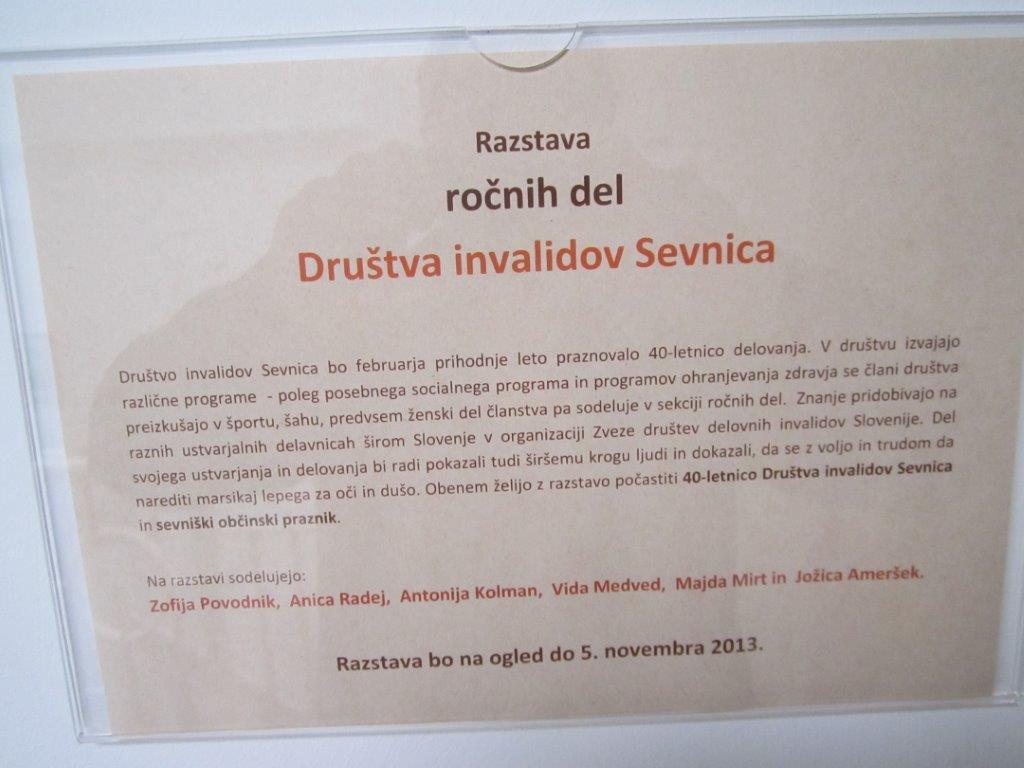 Razstava
ročnih del
Društva invalidov Sevnica
Društvo invalidov Sevnica bo februarja prihodnje leto praznovalo 40-letnico delovanja. V društvu izvajajo
različne programe - poleg posebnega socialnega programa in programov ohranjevanja zdravja se člani društva
preizkušajo v športu, šahu, predvsem ženski del članstva pa sodeluje v sekciji ročnih del. Znanje pridobivajo na
raznih ustvarjalnih delavnicah širom Slovenje v organizaciji Zveze društev delovnih invalidov Slovenije. Del
svojega ustvarjanja in delovanja bi radi pokazali tudi širšemu krogu ljudi in dokazali, da se z voljo in trudom da
narediti marsikaj lepega za oči in dušo. Obenem želijo z razstavo počastiti 40-letnico Društva invalidov Sevnica
in sevniški občinski praznik.
Na razstavi sodelujejo:
Zofija Povodnik, Anica Radej, Antonija Kolman, Vida Medved, Majda Mirt in Jožica Ameršek.
Razstava bo na ogled do 5. novembra 2013.